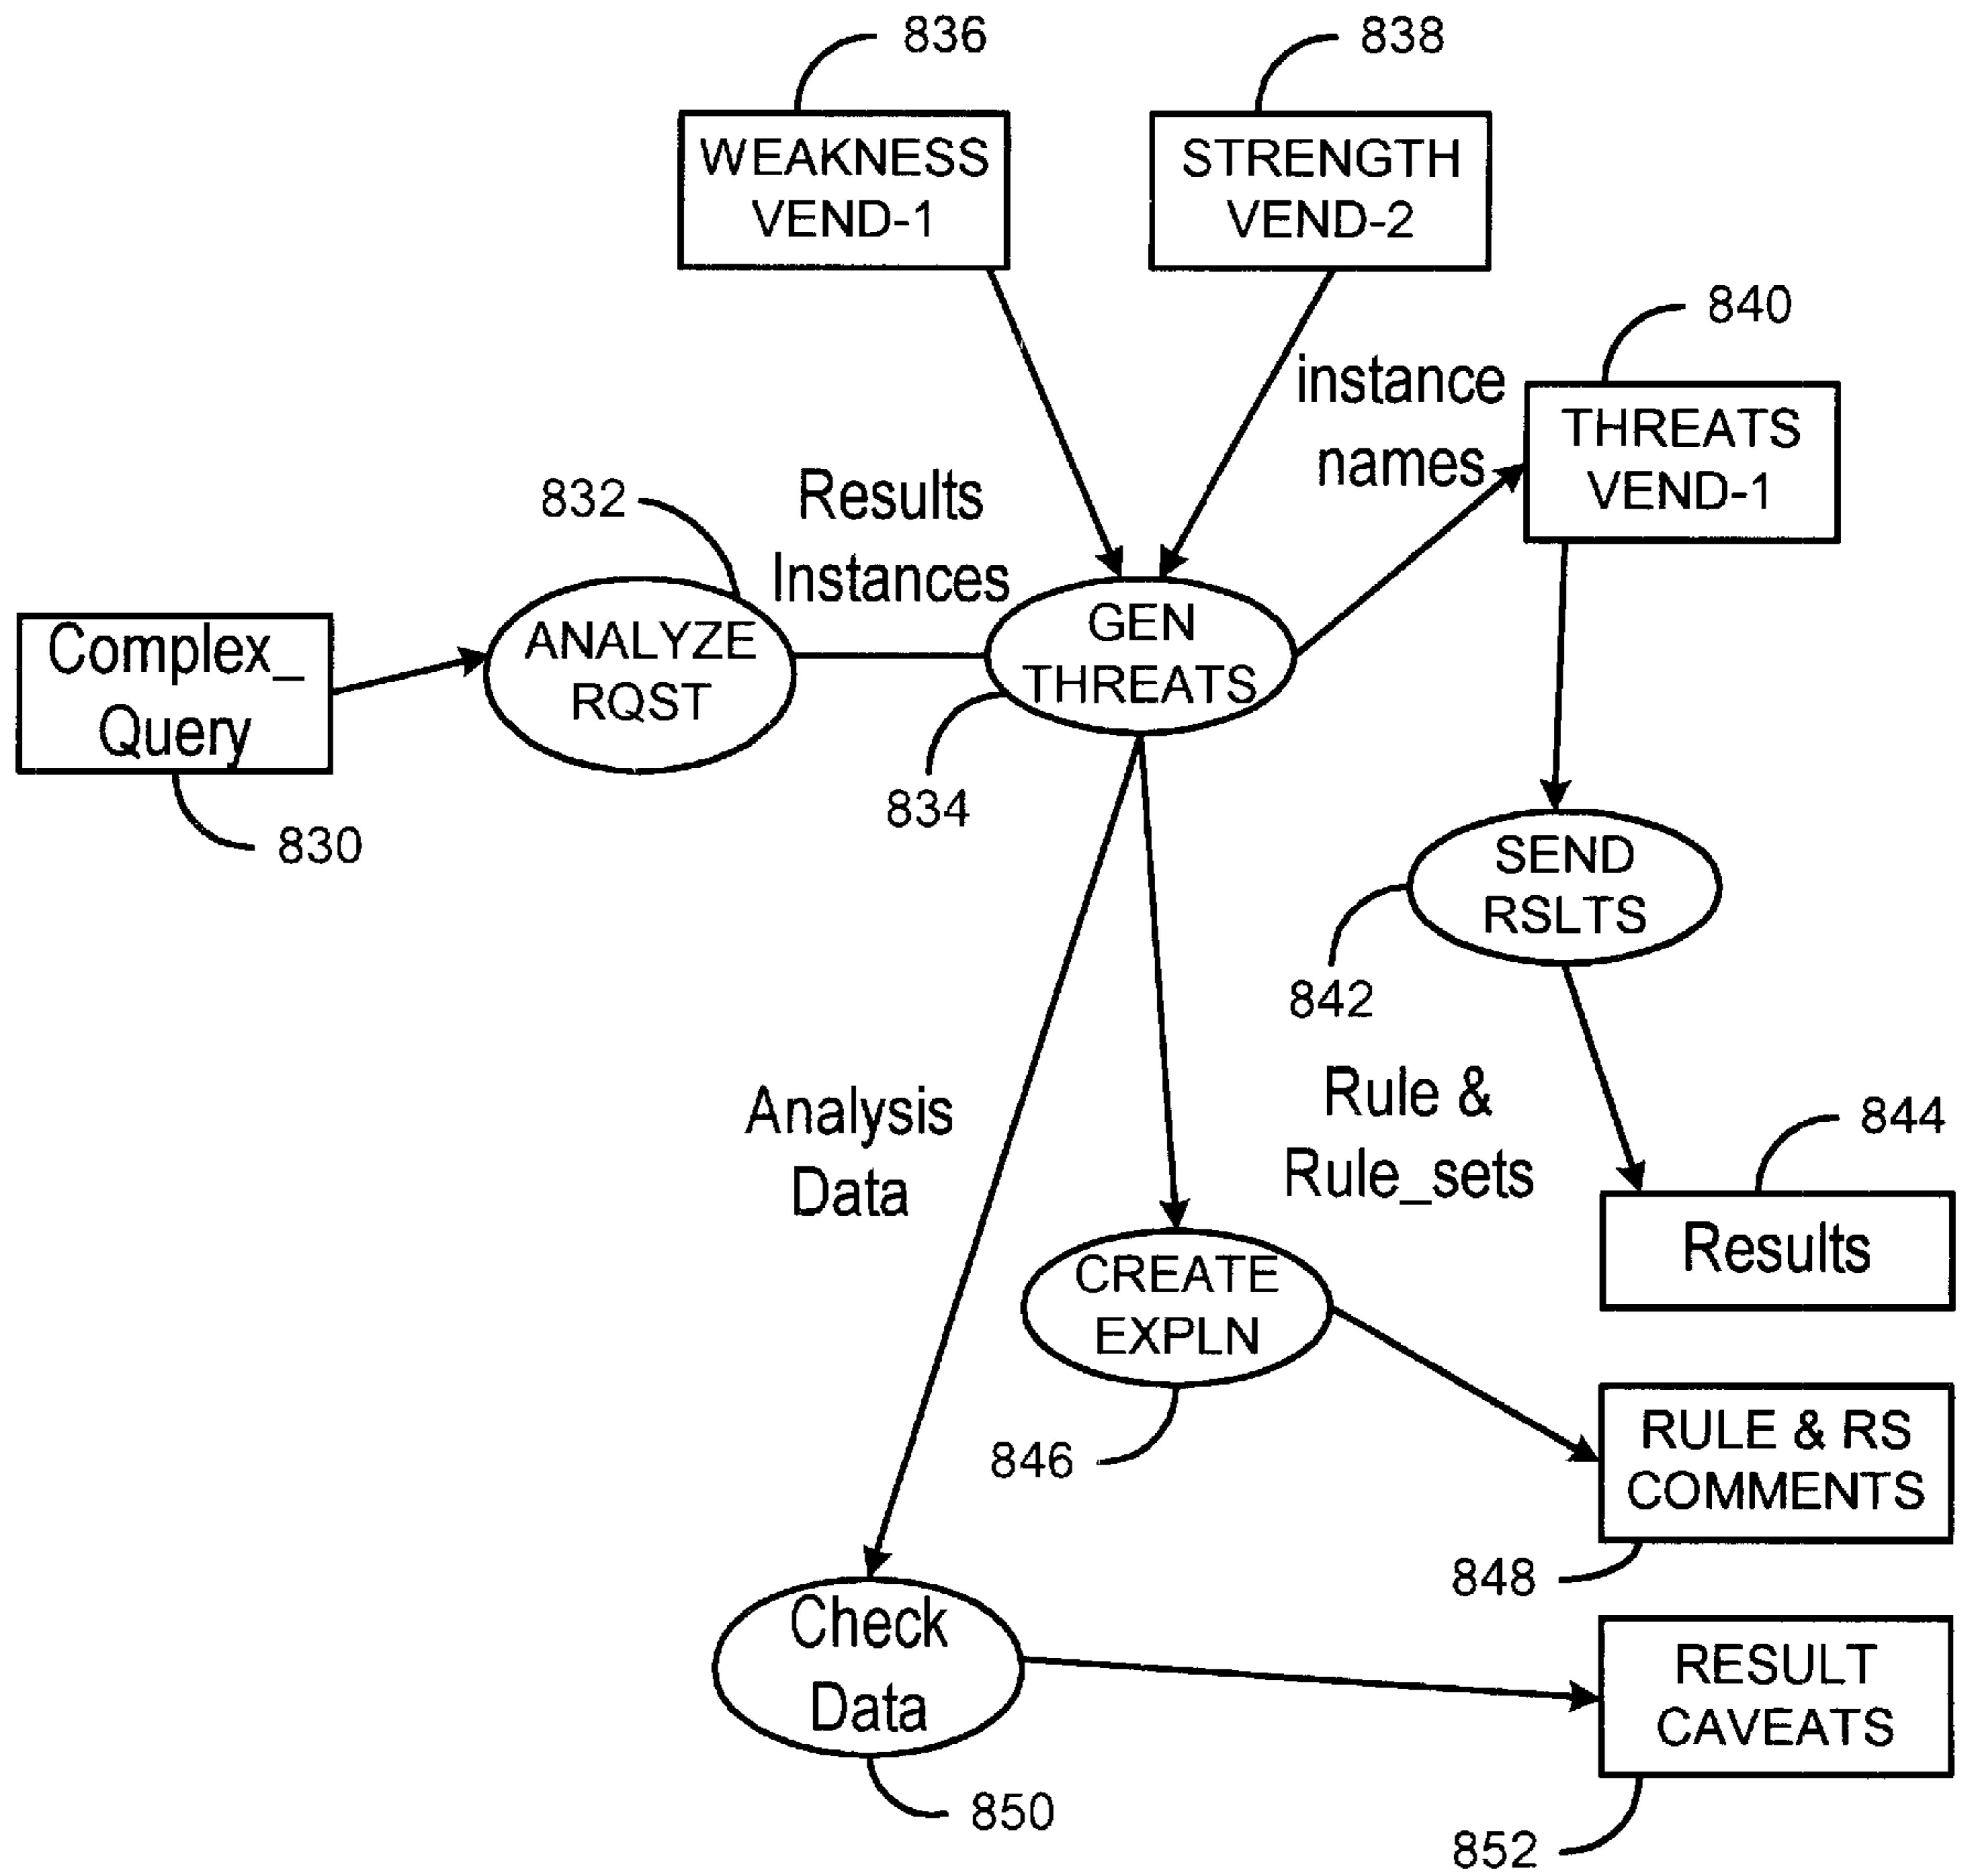 836
838
WEAKNESS
VEND-1
STRENGTH
VEND-2
840
instance
names
THREATS
VEND-1
832
Results
Instances
Complex_
Query
ANALYZE
RQST
GEN
THREATS
834
830
SEND
RSLTS
842
Analysis
Data
Rule &
Rule_sets
844
Results
CREATE
EXPLN
846
RULE & RS
COMMENTS
848
Check
Data
RESULT
CAVEATS
850
852